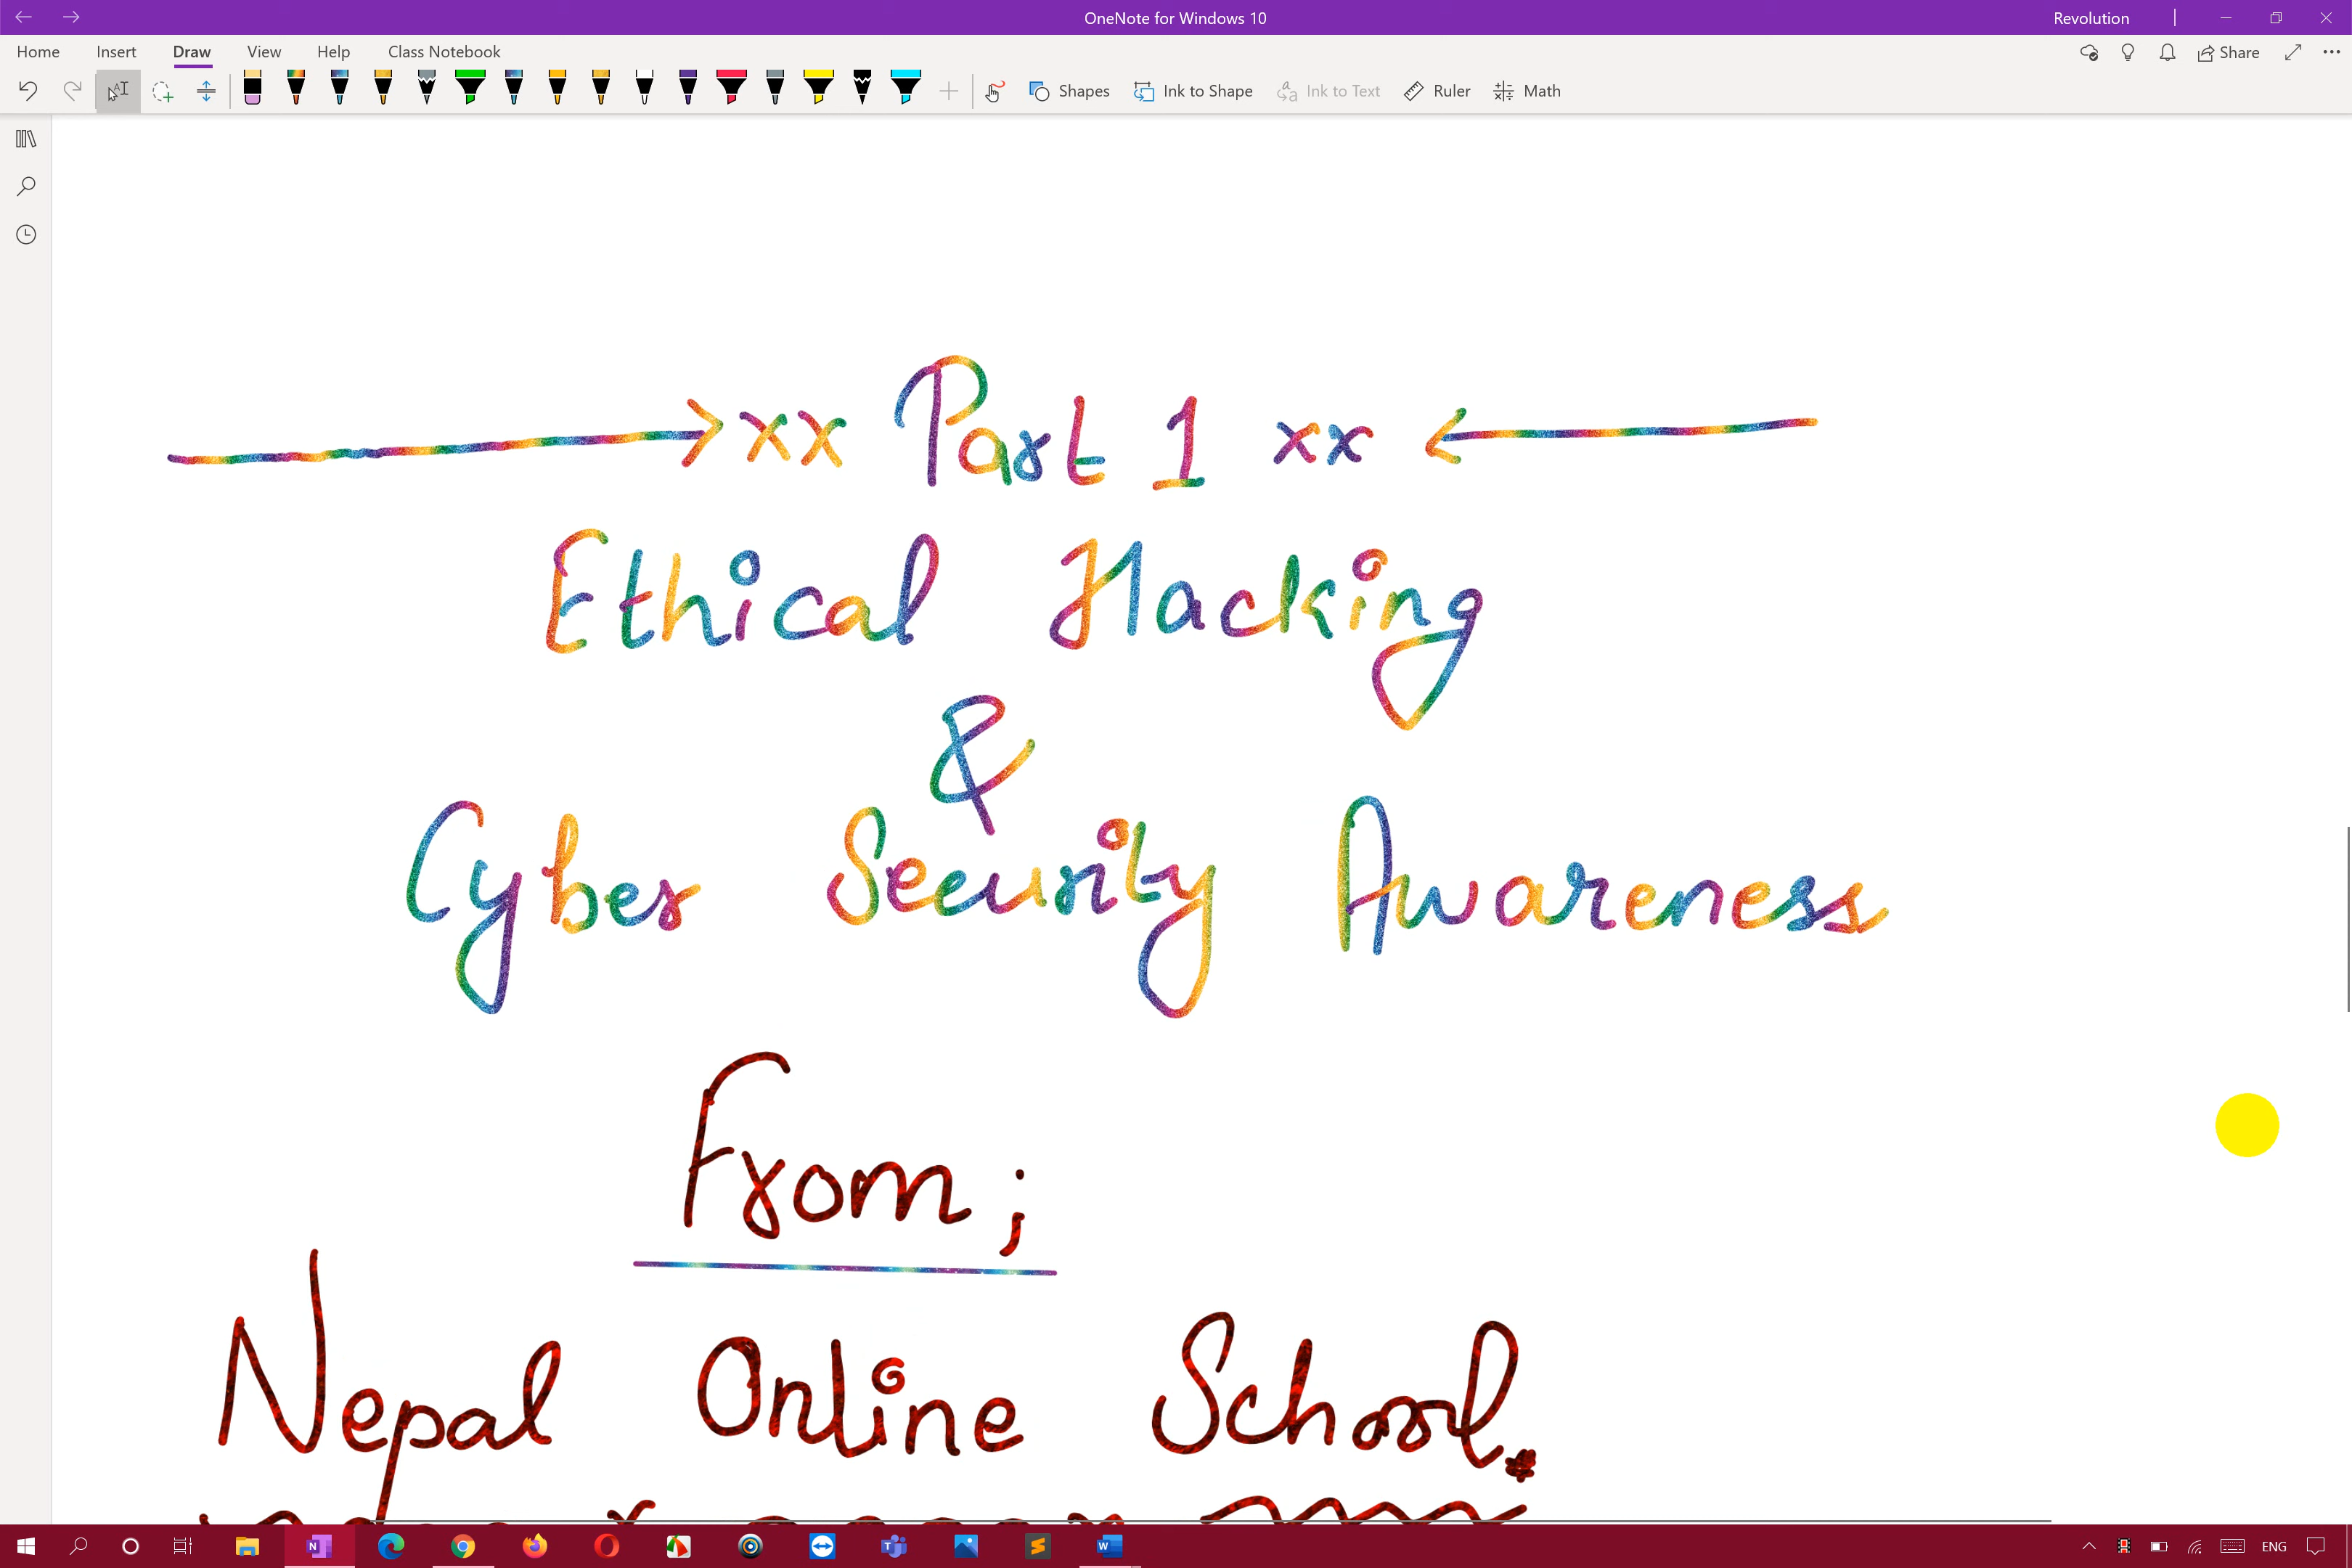 OneNote for Windows 10
Revolution
Home Insert Draw View Help Class Notebook
Share
Shapes Ink to Shape Ink to Text Ruler Math
xx Part 1 xx
Ethical Hacking
&
Cyber Security Awareness
From ;
Nepal Online School.
ENG